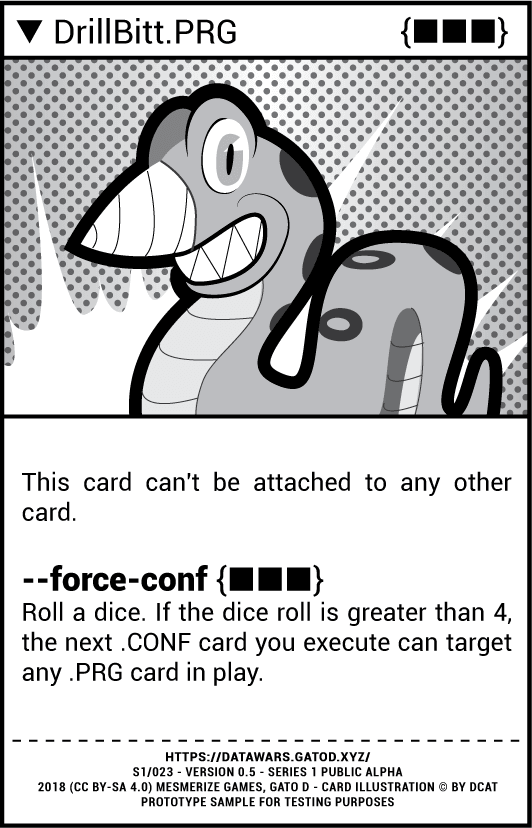 ▼ DrillBitt.PRG {■■■}
This card can't be attached to any other
card.
--force-conf {■■■}
Roll a dice. If the dice roll is greater than 4,
the next .CONF card you execute can target
any .PRG card in play.
HTTPS://DATAWARS.GATOD.XYZ/
S1/023 - VERSION 0.5 - SERIES 1 PUBLIC ALPHA
2018 (CC BY-SA 4.0) MESMERIZE GAMES, GATO D - CARD ILLUSTRATION © BY DCAT
PROTOTYPE SAMPLE FOR TESTING PURPOSES